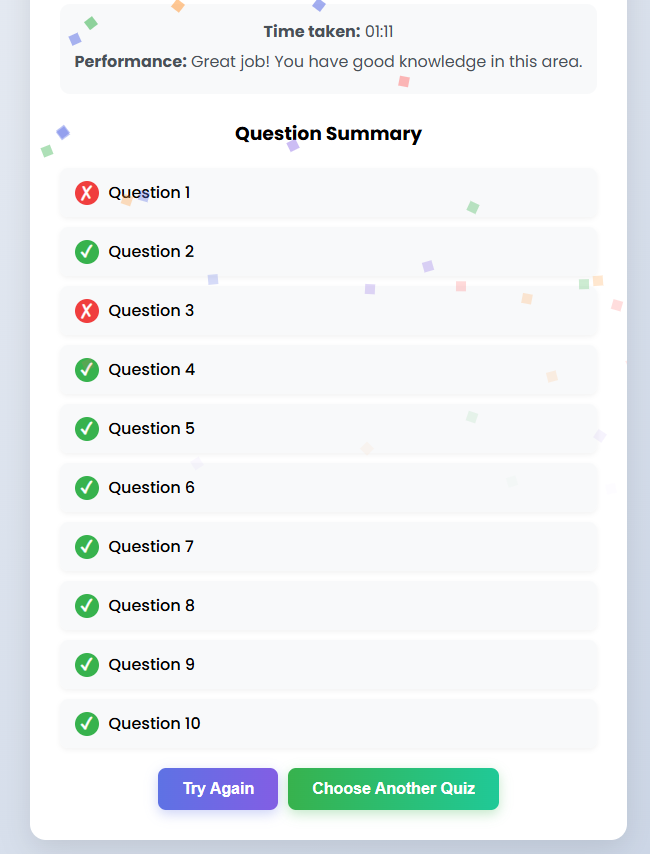 Time taken: 01:11
Performance: Great job! You have good knowledge in this area.
Question Summary
Question 1
Question 2
Question 3
Question 4
Question 5
Question 6
Question 7
Question 8
Question 9
Question 10
Try Again
Choose Another Quiz